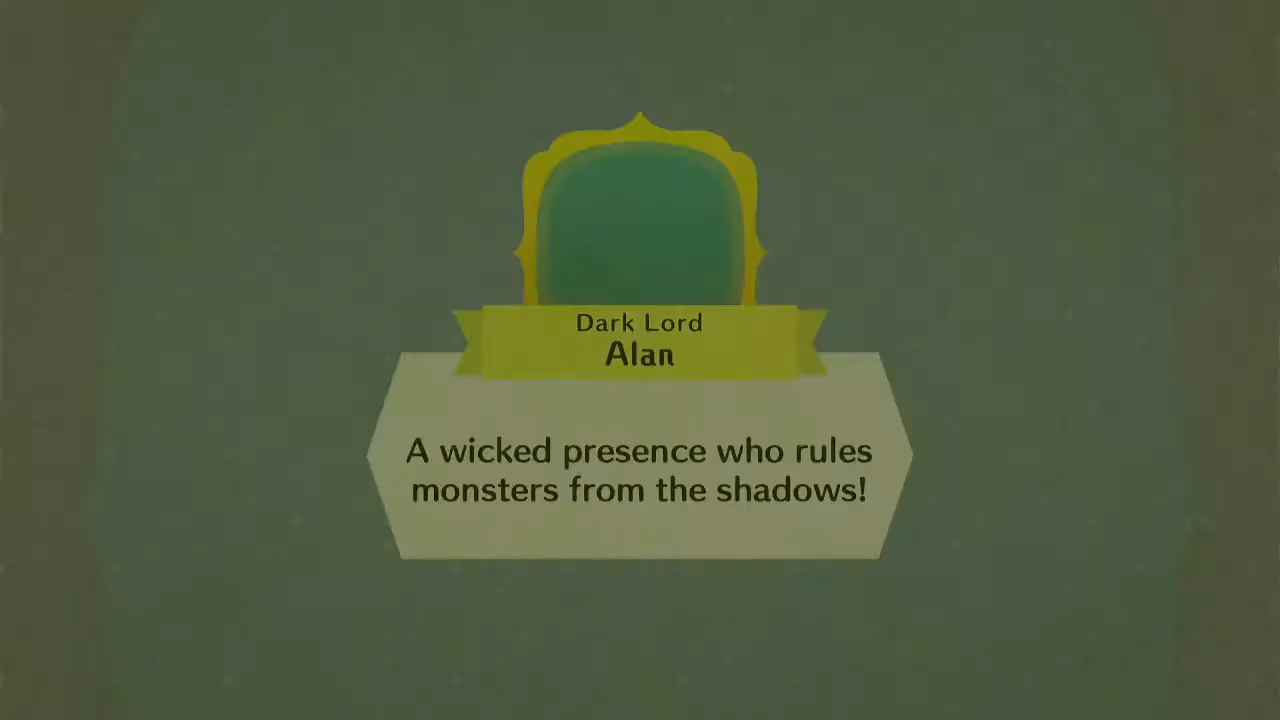 Dark Lord
Alan
A wicked presence who rules
monsters from the shadows!